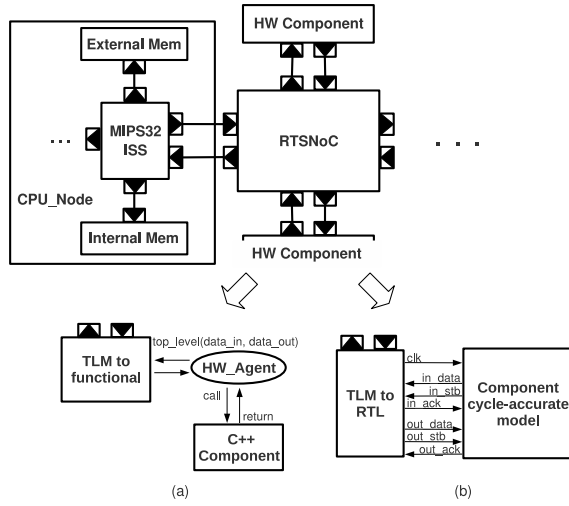 HW Component
External Mem
MIPS32
ISS
RTSNoC
...
. . .
CPU_Node
Internal Mem
HW Component
top_level(data_in, data_out)
TLM to
functional
HW_Agent
call
return
C++
Component
(a)
clk
in_data
in_stb
in_ack
out_data
out_stb
out_ack
TLM to
RTL
Component
cycle-accurate
model
(b)